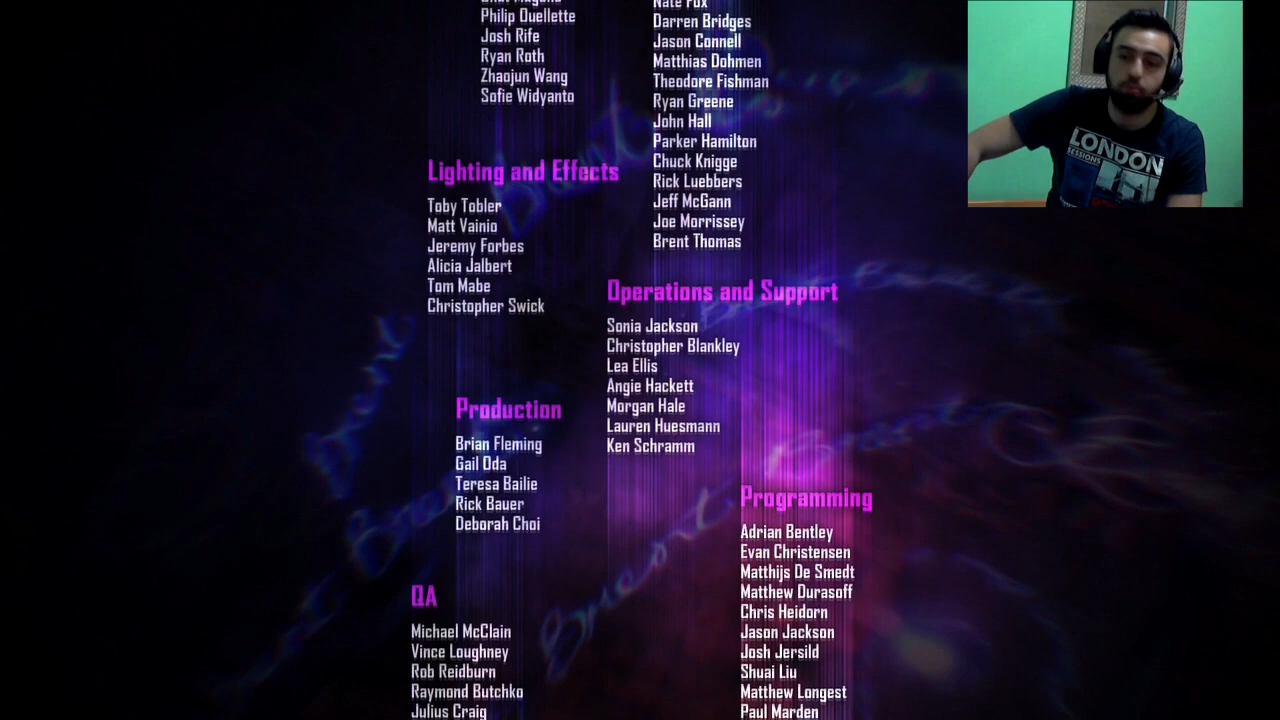 Philip Ouellette
Josh Rife
Ryan Roth
Zhaojun Wang
Sofie Widyanto
Lighting and Effects
Toby Tobler
Matt Vainio
Jeremy Forbes
Alicia Jalbert
Tom Mabe
Christopher Swick
Production
Brian Fleming
Gail Oda
Teresa Bailie
Rick Bauer
Deborah Choi
QA
Michael McClain
Vince Loughney
Rob Reidburn
Raymond Butchko
Julius Craig
Nate Fox
Darren Bridges
Jason Connell
Matthias Dohmen
Theodore Fishman
Ryan Greene
John Hall
Parker Hamilton
Chuck Knigge
Rick Luebbers
Jeff McGann
Joe Morrissey
Brent Thomas
Operations and Support
Sonia Jackson
Christopher Blankley
Lea Ellis
Angie Hackett
Morgan Hale
Lauren Huesmann
Ken Schramm
Programming
Adrian Bentley
Evan Christensen
Matthijs De Smedt
Matthew Durasoff
Chris Heidorn
Jason Jackson
Josh Jersild
Shuai Liu
Matthew Longest
Paul Marden
LONDON
SESSIONS